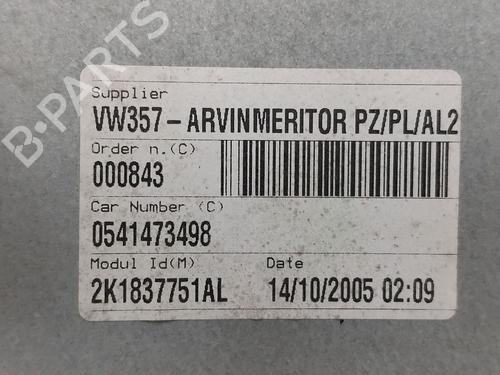 B-PARTS
Supplier
VW357-ARVINMERITOR PZ/PL/AL2
Order n.(C)
000843
Car Number (C)
0541473498
Modul Id(M) Date
2K1837751AL 14/10/2005 02:09